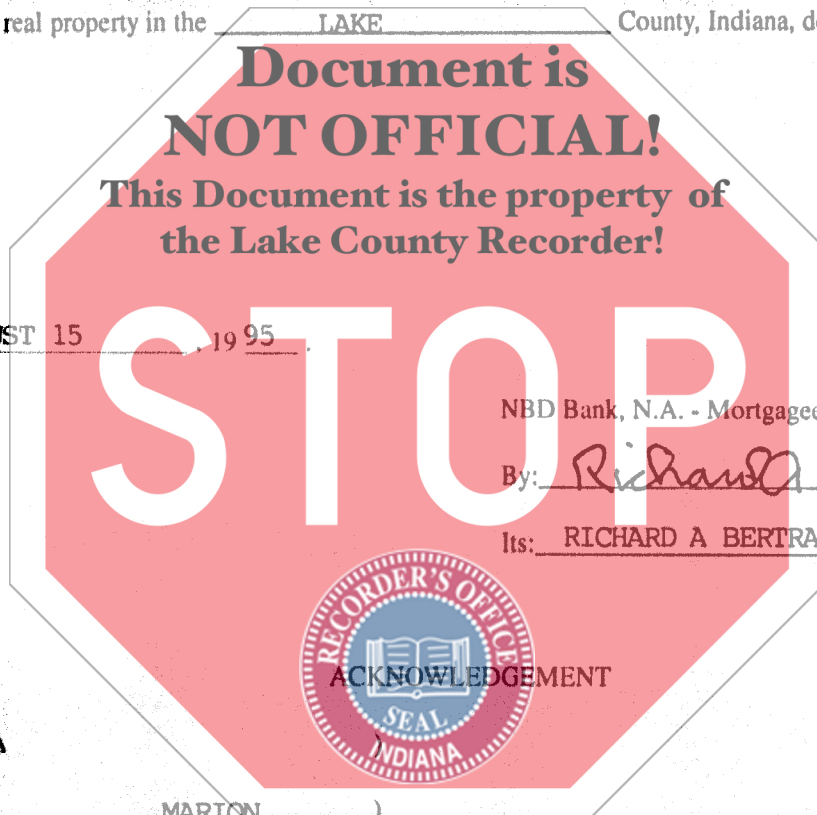 real property in the LAKE County, Indiana, d
Document is
NOT OFFICIAL!
This Document is the property of
the Lake County Recorder!
ST 15 , 19 95 .
STOP
NBD Bank, N.A. - Mortgagee
By: Richard A
Its: RICHARD A BERTRA
RECORDER'S OFFICE
ACKNOWLEDGEMENT
SEAL
INDIANA
)
MARION )